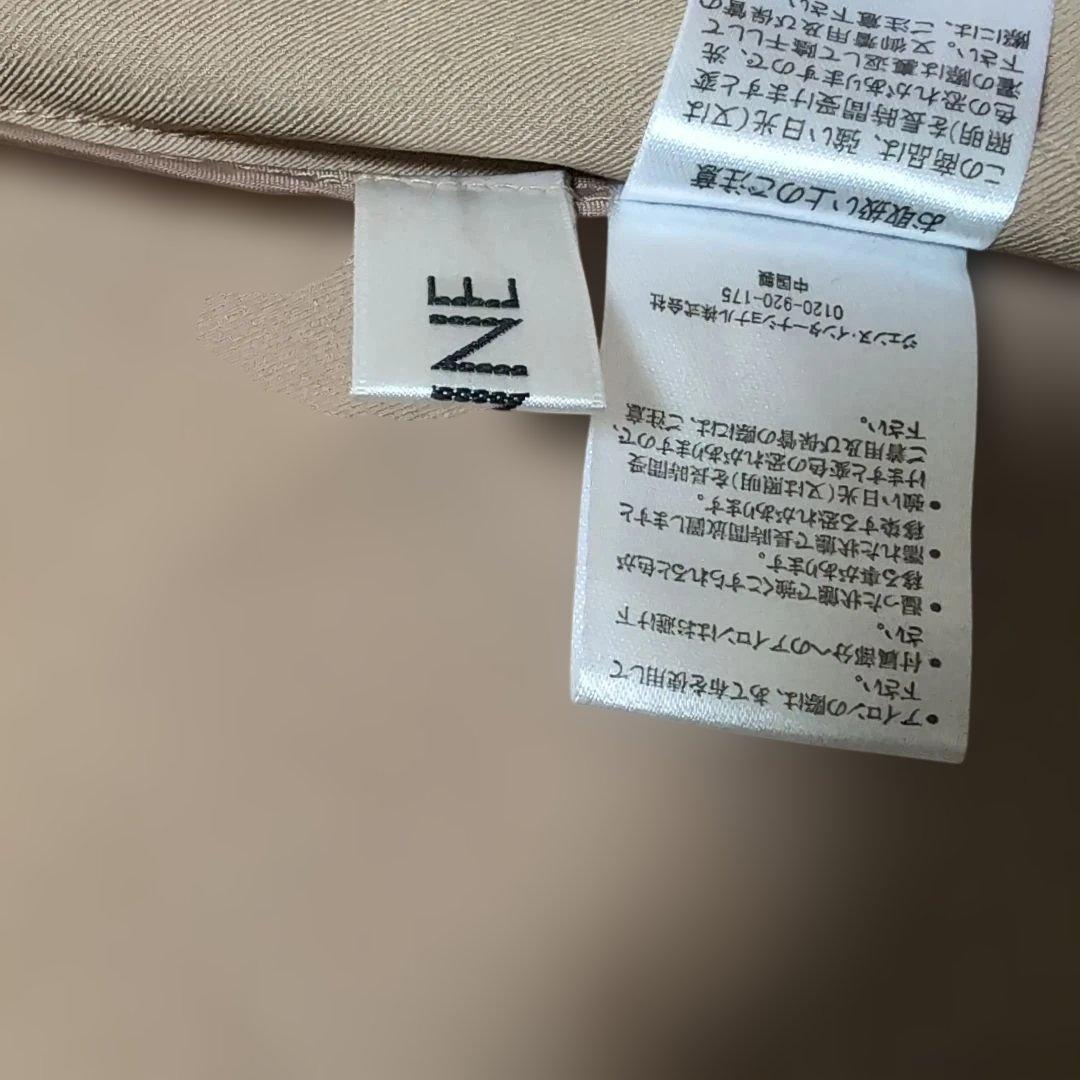 INE
お取扱い上のご注意
この商品は、強い日光(又は
照明)を長時間受けますと変
色の恐れがありますので、洗
濯の際は裏返して陰干しして
下さい。又御着用及び保管の
際には、ご注意下さい。
●アイロンの際は、あて布を使用して
下さい。
●付属部分へのアイロンはお避け下
さい。
●湿った状態で強くこすられると色が
移る事があります。
●濡れた状態で長時間放置しますと
移染する恐れがあります。
●強い日光(又は照明)を長時間受
けますと変色の恐れがありますので、
ご着用及び保管の際には、ご注意
下さい。
ジェンヌ・インターナショナル株式会社
0120-920-175
中国製